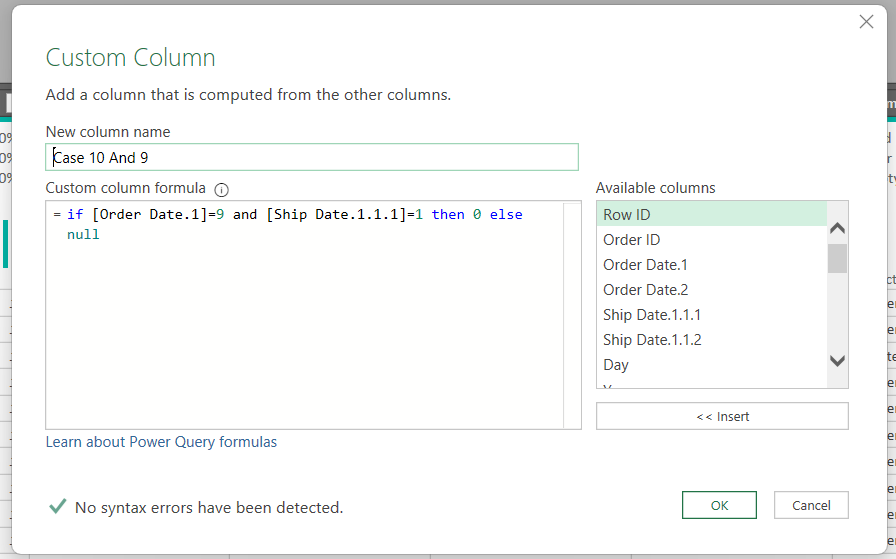 Custom Column
Add a column that is computed from the other columns.
New column name
Case 10 And 9
Custom column formula
= if [Order Date.1]=9 and [Ship Date.1.1.1]=1 then 0 else
null
Available columns
Row ID
Order ID
Order Date.1
Order Date.2
Ship Date.1.1.1
Ship Date.1.1.2
Day
<< Insert
Learn about Power Query formulas
No syntax errors have been detected.
OK
Cancel